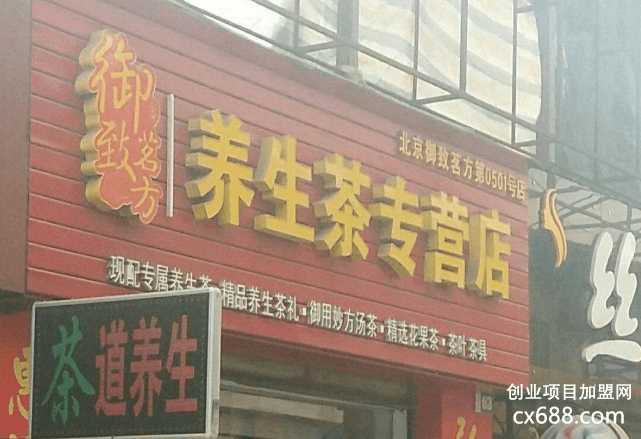 御致茗方
养生茶专营店
北京御致茗方第0501号店
现配专属养生茶·精品养生茶礼·御用妙方汤茶·精选花果茶·茶叶茶具
茶道养生
丝
创业项目加盟网
cx688.com